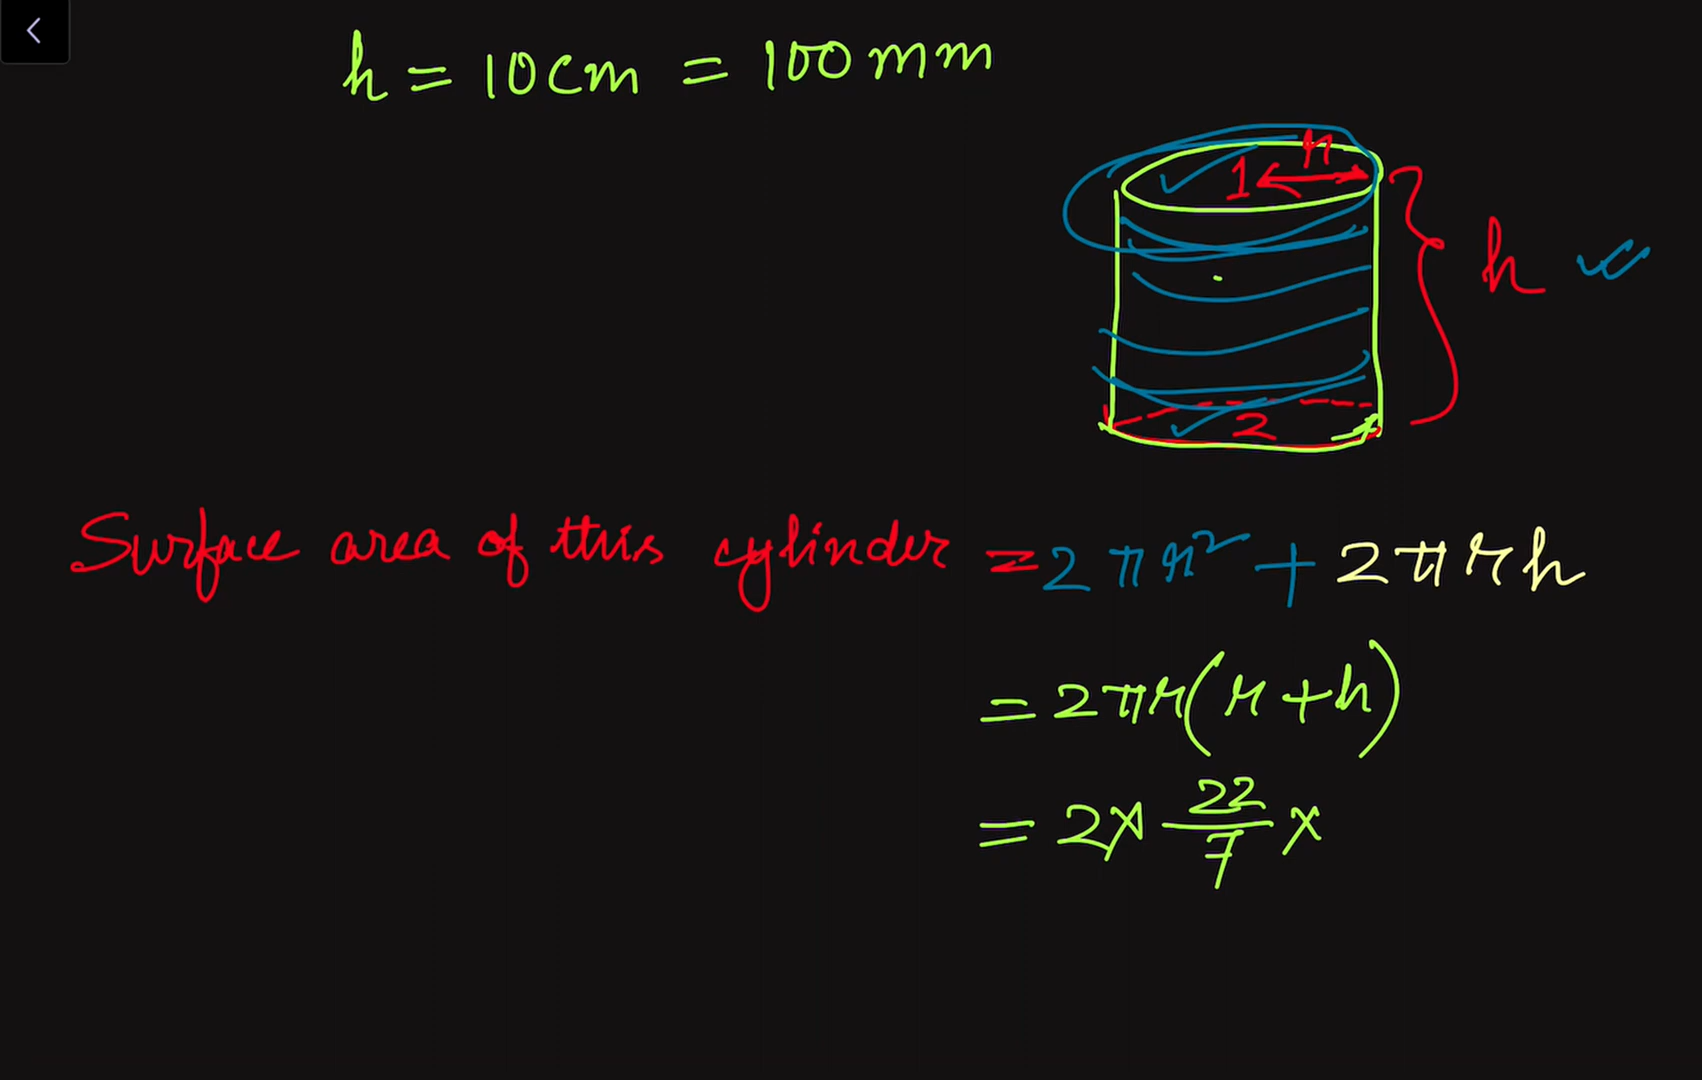 h = 10cm = 100mm
1 r
h
2
Surface area of this cylinder = 2πr² + 2πrh
= 2πr(r+h)
= 2× 22/7 ×